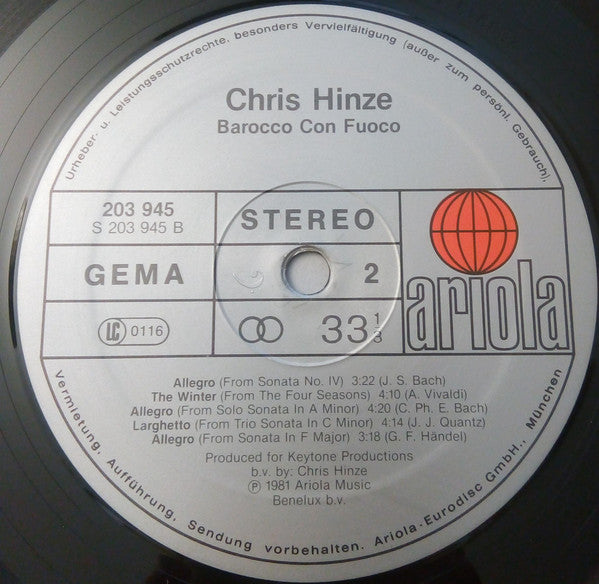 Urheber- u. Leistungsschutzrechte, besonders Vervielfältigung (außer zum persönl. Gebrauch),
Chris Hinze
Barocco Con Fuoco
203 945
S 203 945 B
STEREO
GEMA
2
LC 0116
33 1/3
ariola
Allegro (From Sonata No. IV) 3:22 (J. S. Bach)
The Winter (From The Four Seasons) 4:10 (A. Vivaldi)
Allegro (From Solo Sonata In A Minor) 4:20 (C. Ph. E. Bach)
Larghetto (From Trio Sonata In C Minor) 4:14 (J. J. Quantz)
Allegro (From Sonata In F Major) 3:18 (G. F. Händel)
Produced for Keytone Productions
b.v. by: Chris Hinze
Ⓟ 1981 Ariola Music
Benelux b.v.
Vermietung, Aufführung, Sendung vorbehalten. Ariola-Eurodisc GmbH., München